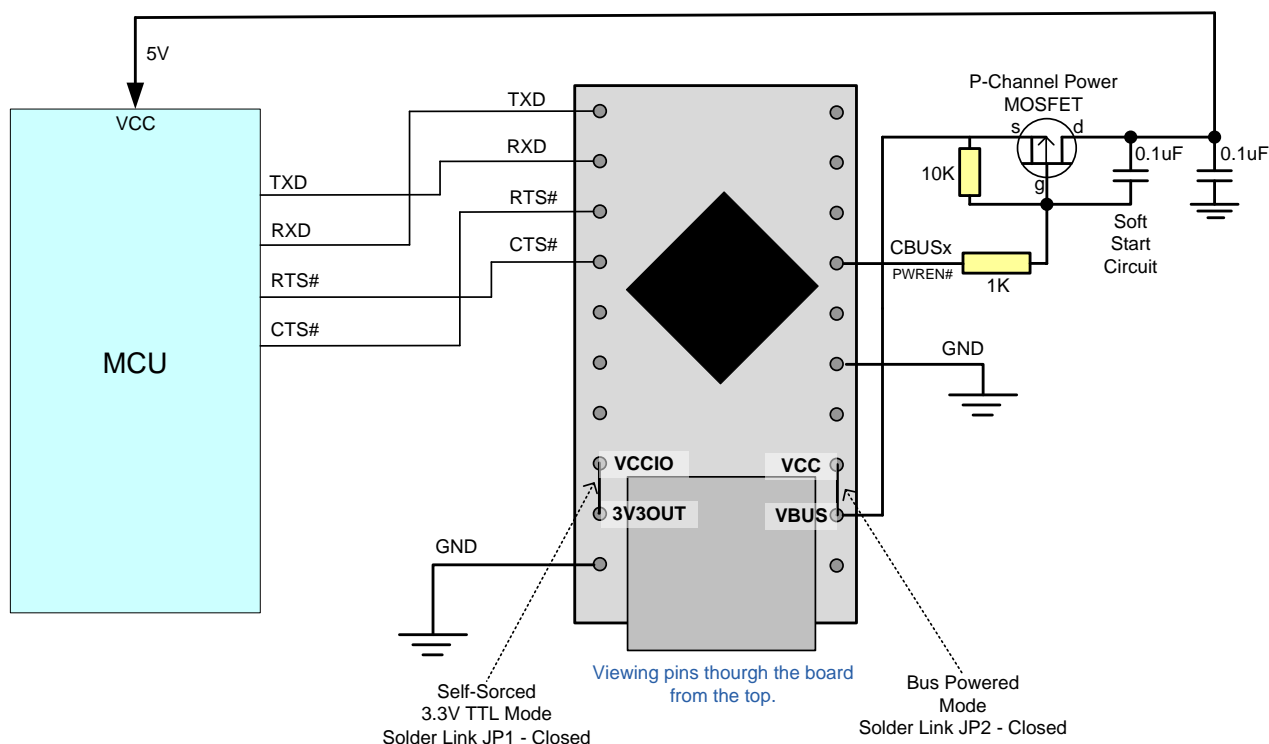 5V
VCC
TXD
RXD
RTS#
CTS#
MCU
TXD
RXD
RTS#
CTS#
P-Channel Power
MOSFET
s
d
g
10K
0.1uF
0.1uF
Soft
Start
Circuit
CBUSx
PWREN#
1K
GND
VCCIO
VCC
3V3OUT
VBUS
GND
Viewing pins thourgh the board
from the top.
Self-Sorced
3.3V TTL Mode
Solder Link JP1 - Closed
Bus Powered
Mode
Solder Link JP2 - Closed